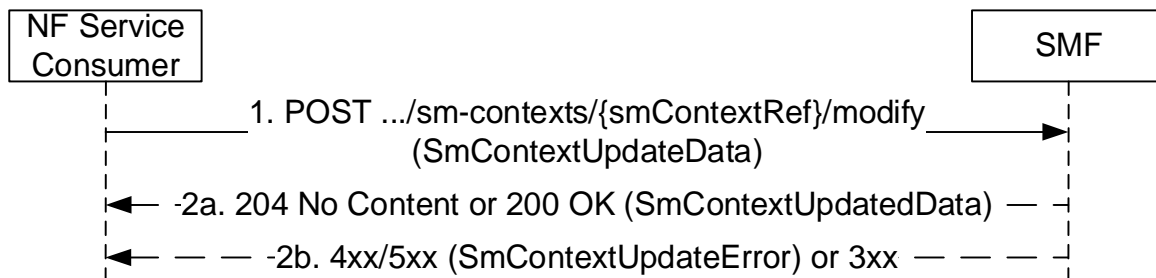 NF Service
Consumer
SMF
1. POST .../sm-contexts/{smContextRef}/modify
(SmContextUpdateData)
2a. 204 No Content or 200 OK (SmContextUpdatedData)
2b. 4xx/5xx (SmContextUpdateError) or 3xx